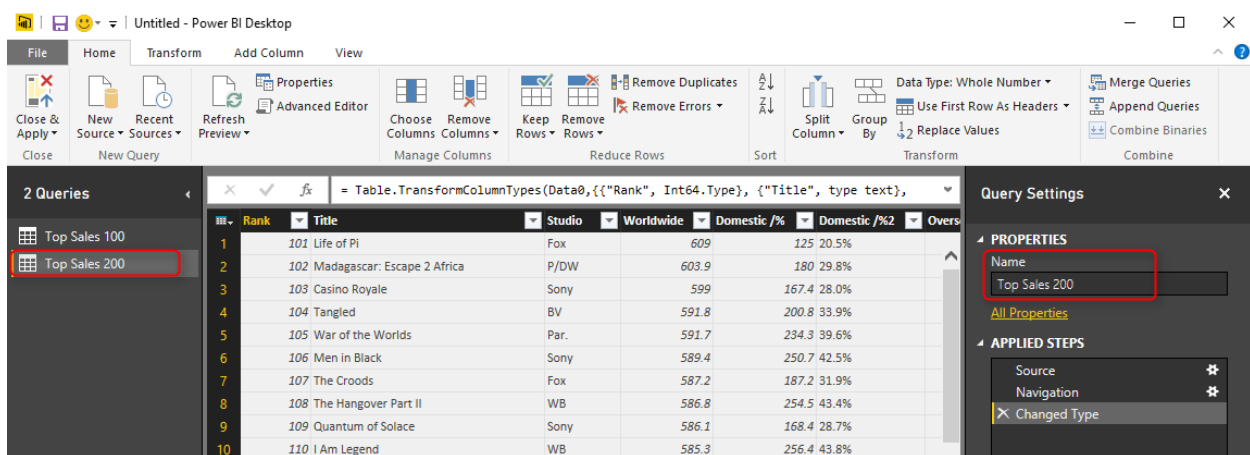 Untitled - Power BI Desktop
File Home Transform Add Column View
Close & Apply
New Source
Recent Sources
Refresh Preview
Properties
Advanced Editor
Choose Columns
Remove Columns
Keep Rows
Remove Rows
Remove Duplicates
Remove Errors
Split Column
Group By
Data Type: Whole Number
Use First Row As Headers
Replace Values
Merge Queries
Append Queries
Combine Binaries
Close New Query Manage Columns Reduce Rows Sort Transform Combine
2 Queries
Top Sales 100
Top Sales 200
fx = Table.TransformColumnTypes(Data0,{{"Rank", Int64.Type}, {"Title", type text},
Rank Title Studio Worldwide Domestic /% Domestic /%2 Overs
1 101 Life of Pi Fox 609 125 20.5%
2 102 Madagascar: Escape 2 Africa P/DW 603.9 180 29.8%
3 103 Casino Royale Sony 599 167.4 28.0%
4 104 Tangled BV 591.8 200.8 33.9%
5 105 War of the Worlds Par. 591.7 234.3 39.6%
6 106 Men in Black Sony 589.4 250.7 42.5%
7 107 The Croods Fox 587.2 187.2 31.9%
8 108 The Hangover Part II WB 586.8 254.5 43.4%
9 109 Quantum of Solace Sony 586.1 168.4 28.7%
10 110 I Am Legend WB 585.3 256.4 43.8%
Query Settings
PROPERTIES
Name
Top Sales 200
All Properties
APPLIED STEPS
Source
Navigation
Changed Type